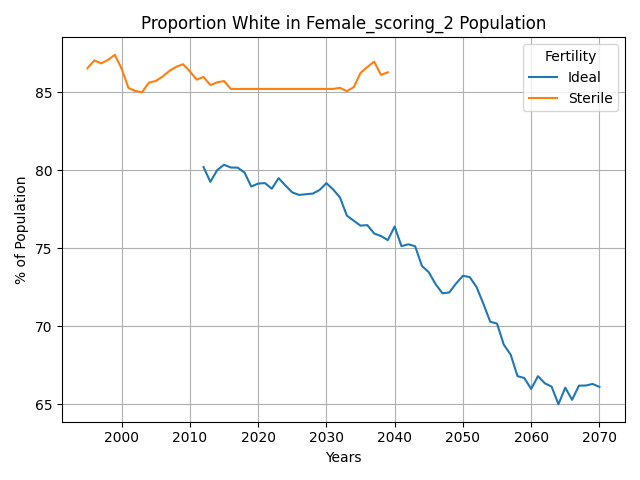 Proportion White in Female_scoring_2 Population
% of Population
85
80
75
70
65
Fertility
Ideal
Sterile
2000 2010 2020 2030 2040 2050 2060 2070
Years